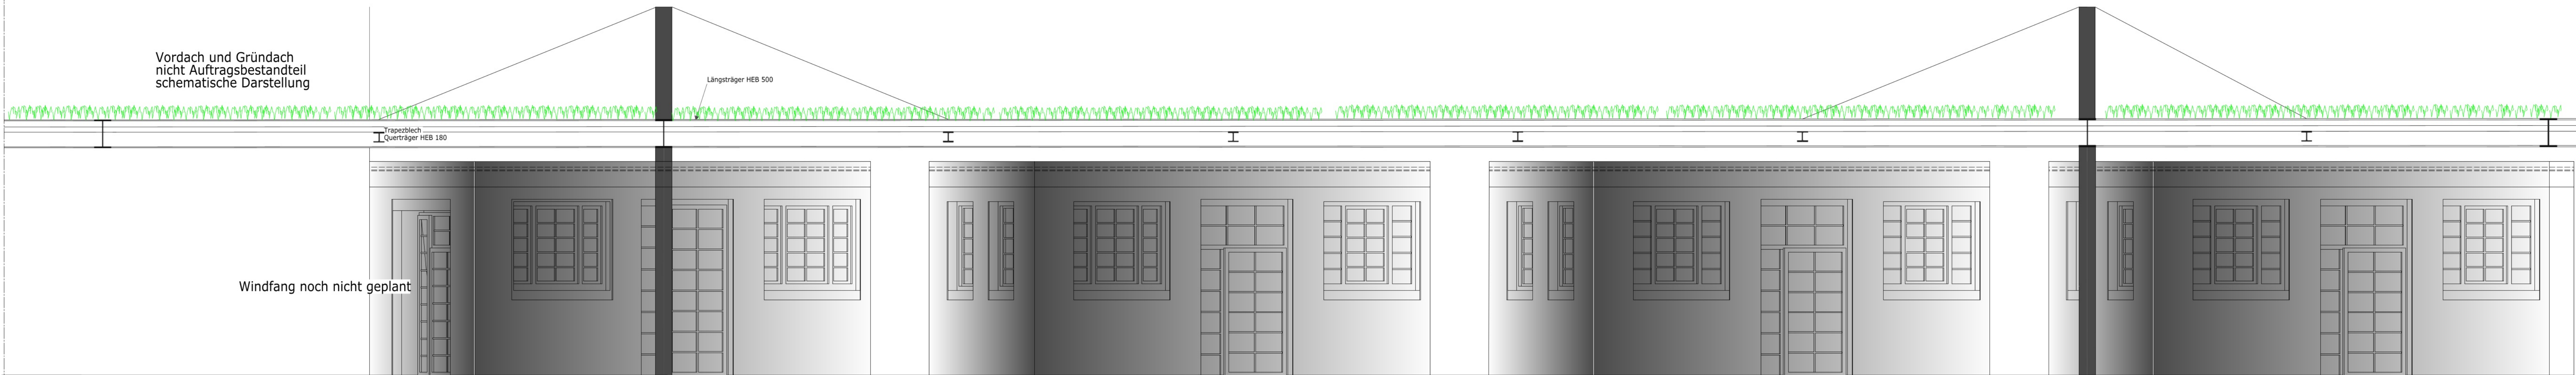 Vordach und Gründach
nicht Auftragsbestandteil
schematische Darstellung
Längsträger HEB 500
Trapezblech
Querträger HEB 180
Windfang noch nicht geplant